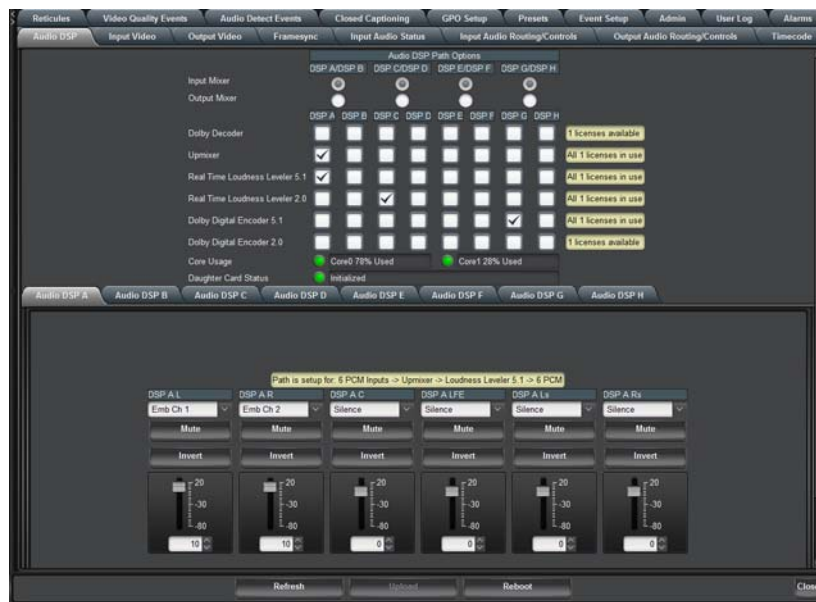 Reticules Video Quality Events Audio Detect Events Closed Captioning GPO Setup Presets Event Setup Admin User Log Alarms
Audio DSP Input Video Output Video Framesync Input Audio Status Input Audio Routing/Controls Output Audio Routing/Controls Timecode
Audio DSP Path Options
DSP A/DSP B DSP C/DSP D DSP E/DSP F DSP G/DSP H
Input Mixer
Output Mixer
DSP A DSP B DSP C DSP D DSP E DSP F DSP G DSP H
Dolby Decoder 1 licenses available
Upmixer All 1 licenses in use
Real Time Loudness Leveler 5.1 All 1 licenses in use
Real Time Loudness Leveler 2.0 All 1 licenses in use
Dolby Digital Encoder 5.1 All 1 licenses in use
Dolby Digital Encoder 2.0 1 licenses available
Core Usage Core0 78% Used Core1 28% Used
Daughter Card Status Initialized
Audio DSP A Audio DSP B Audio DSP C Audio DSP D Audio DSP E Audio DSP F Audio DSP G Audio DSP H
Path is setup for: 6 PCM Inputs -> Upmixer -> Loudness Leveler 5.1 -> 6 PCM
DSP A L DSP A R DSP A C DSP A LFE DSP A Ls DSP A Rs
Emb Ch 1 Emb Ch 2 Silence Silence Silence Silence
Mute Mute Mute Mute Mute Mute
Invert Invert Invert Invert Invert Invert
20 20 20 20 20 20
-30 -30 -30 -30 -30 -30
-80 -80 -80 -80 -80 -80
10 10 0 0 0 0
Refresh Upload Reboot Close